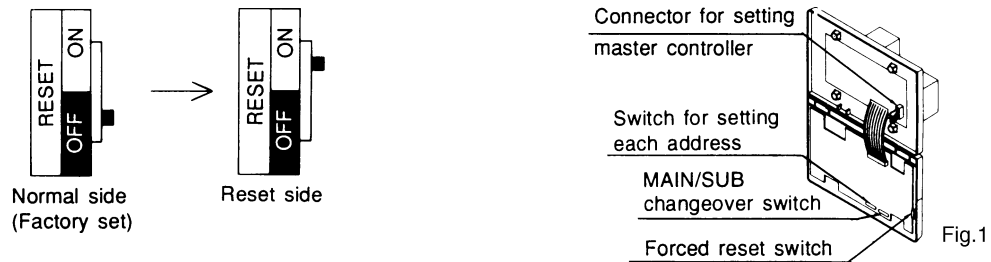 RESET
OFF ON
Normal side
(Factory set)
RESET
OFF ON
Reset side
Connector for setting
master controller
Switch for setting
each address
MAIN/SUB
changeover switch
Forced reset switch
Fig.1